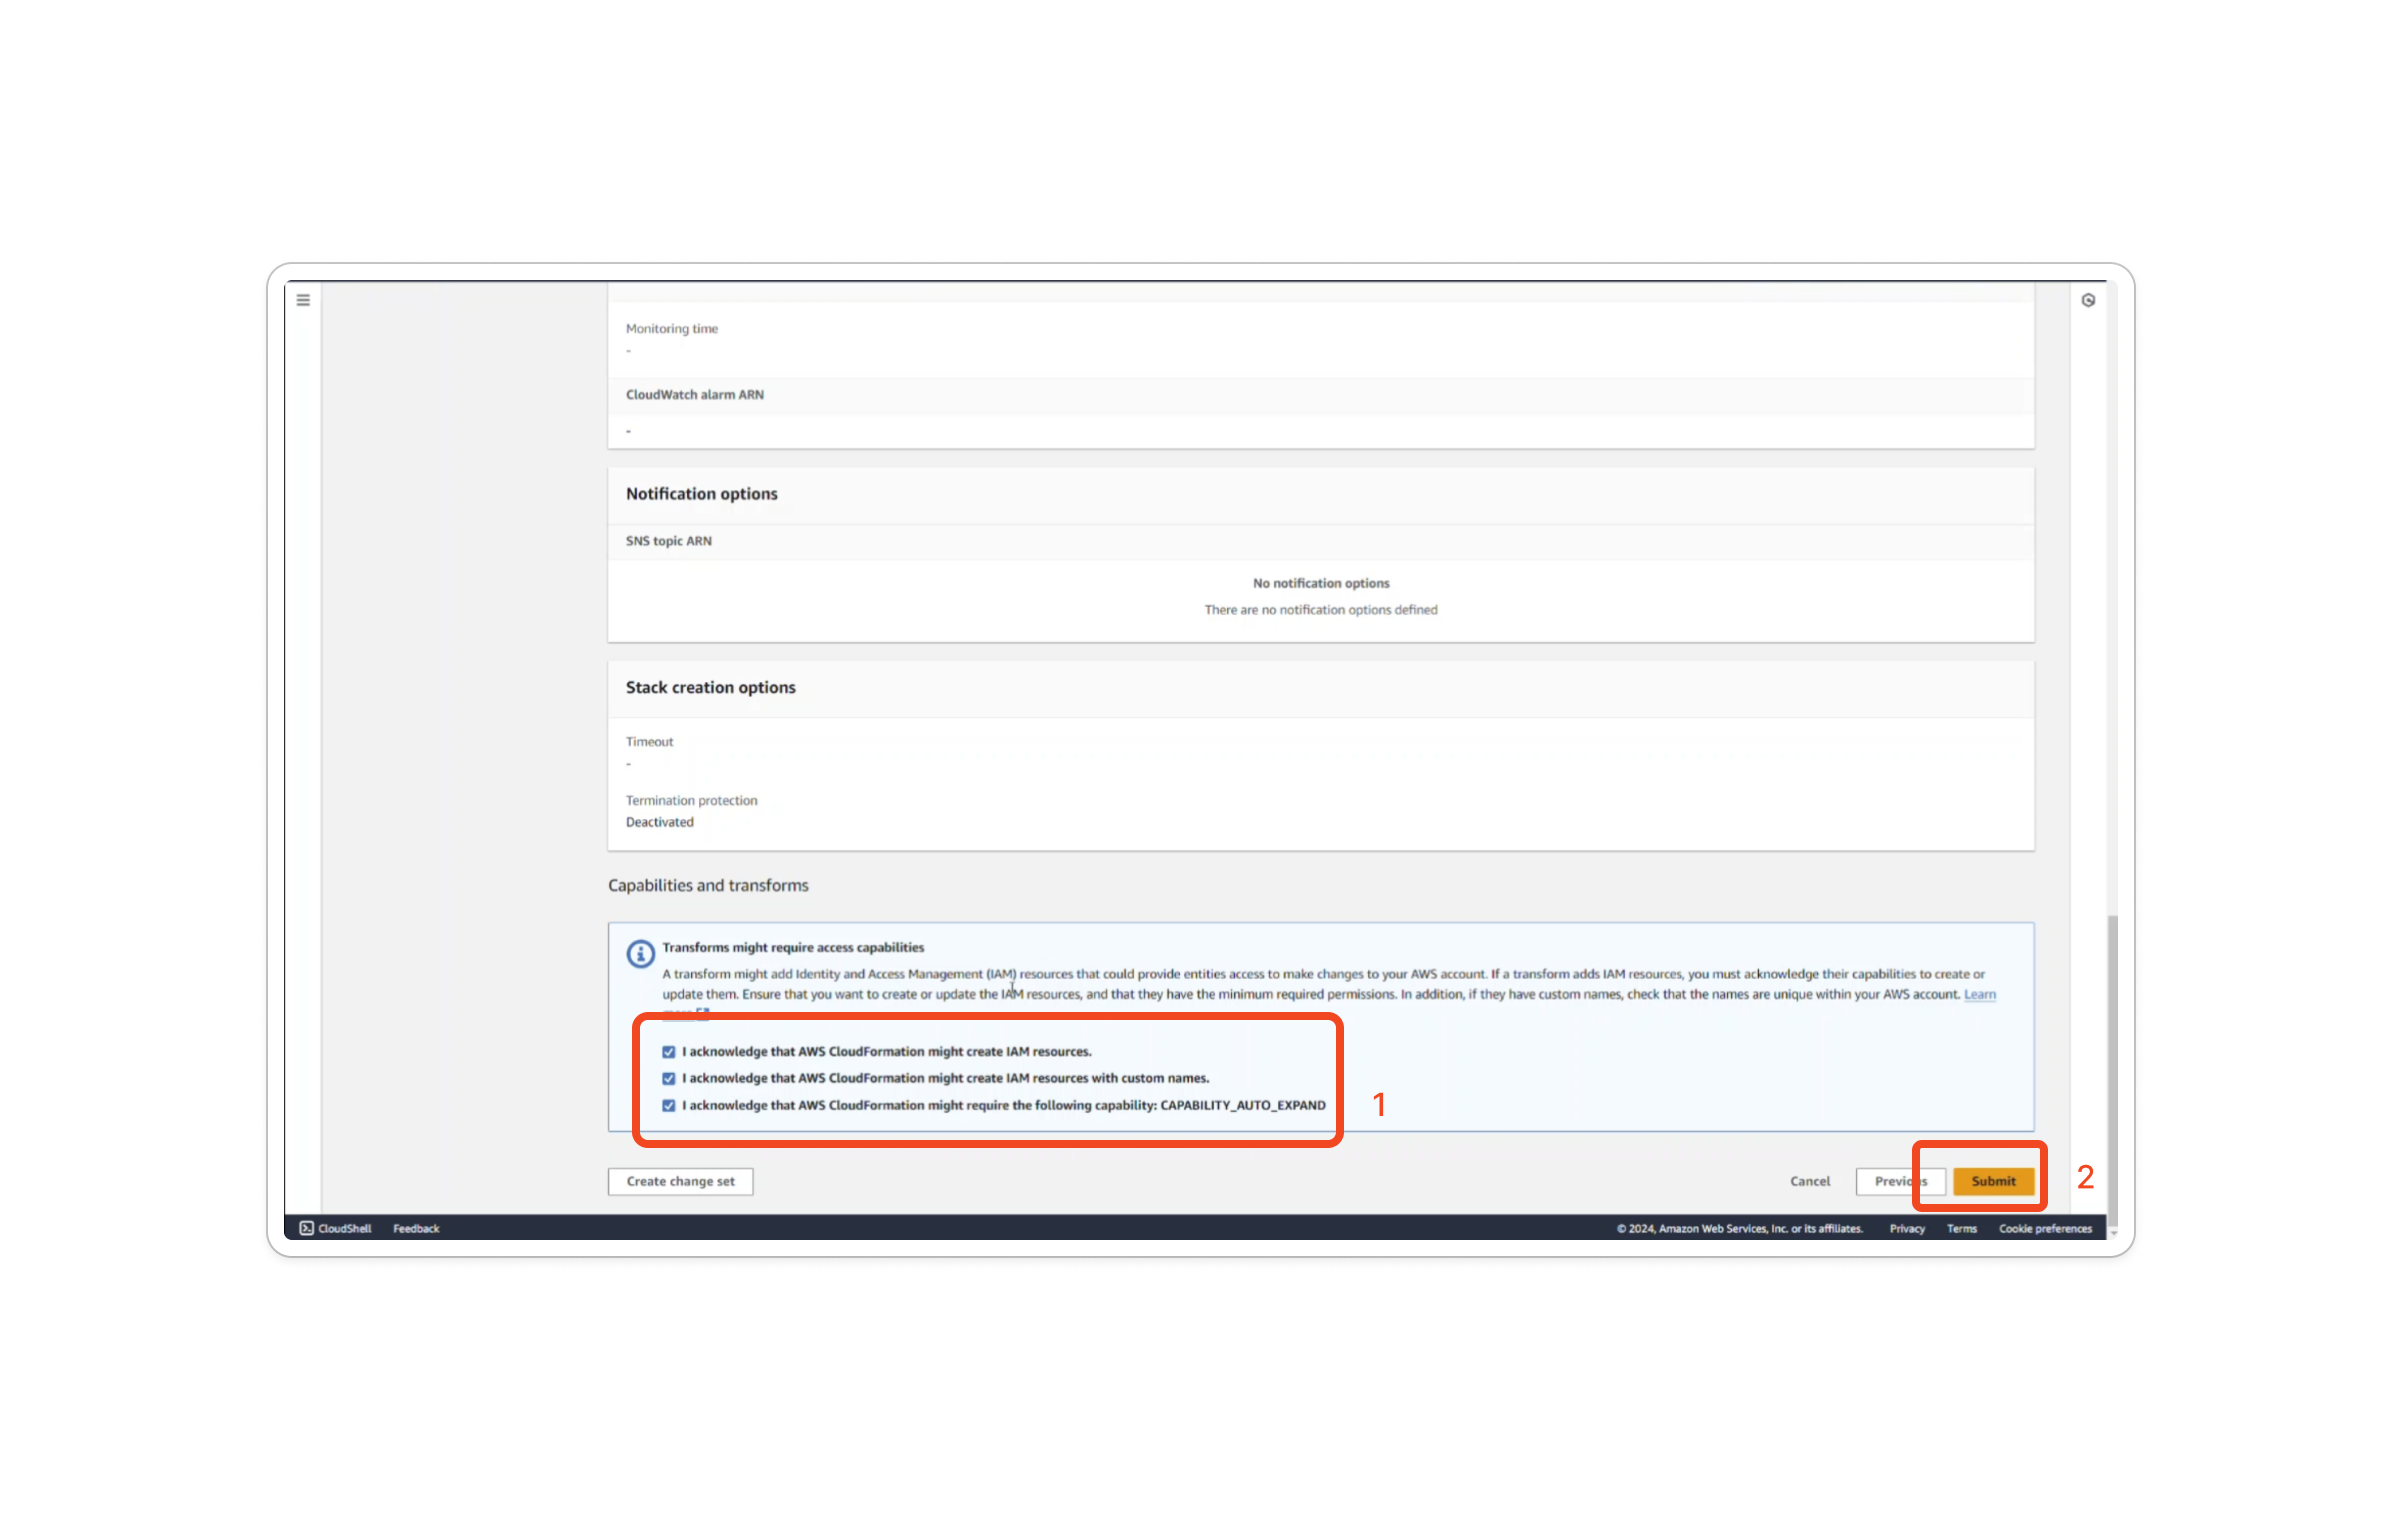 Monitoring time
-
CloudWatch alarm ARN
-
Notification options
SNS topic ARN
No notification options
There are no notification options defined
Stack creation options
Timeout
-
Termination protection
Deactivated
Capabilities and transforms
Transforms might require access capabilities
A transform might add Identity and Access Management (IAM) resources that could provide entities access to make changes to your AWS account. If a transform adds IAM resources, you must acknowledge their capabilities to create or
update them. Ensure that you want to create or update the IAM resources, and that they have the minimum required permissions. In addition, if they have custom names, check that the names are unique within your AWS account. Learn
I acknowledge that AWS CloudFormation might create IAM resources.
I acknowledge that AWS CloudFormation might create IAM resources with custom names.
I acknowledge that AWS CloudFormation might require the following capability: CAPABILITY_AUTO_EXPAND
1
Create change set
Cancel
Previous
Submit
2
CloudShell
Feedback
© 2024, Amazon Web Services, Inc. or its affiliates.
Privacy
Terms
Cookie preferences